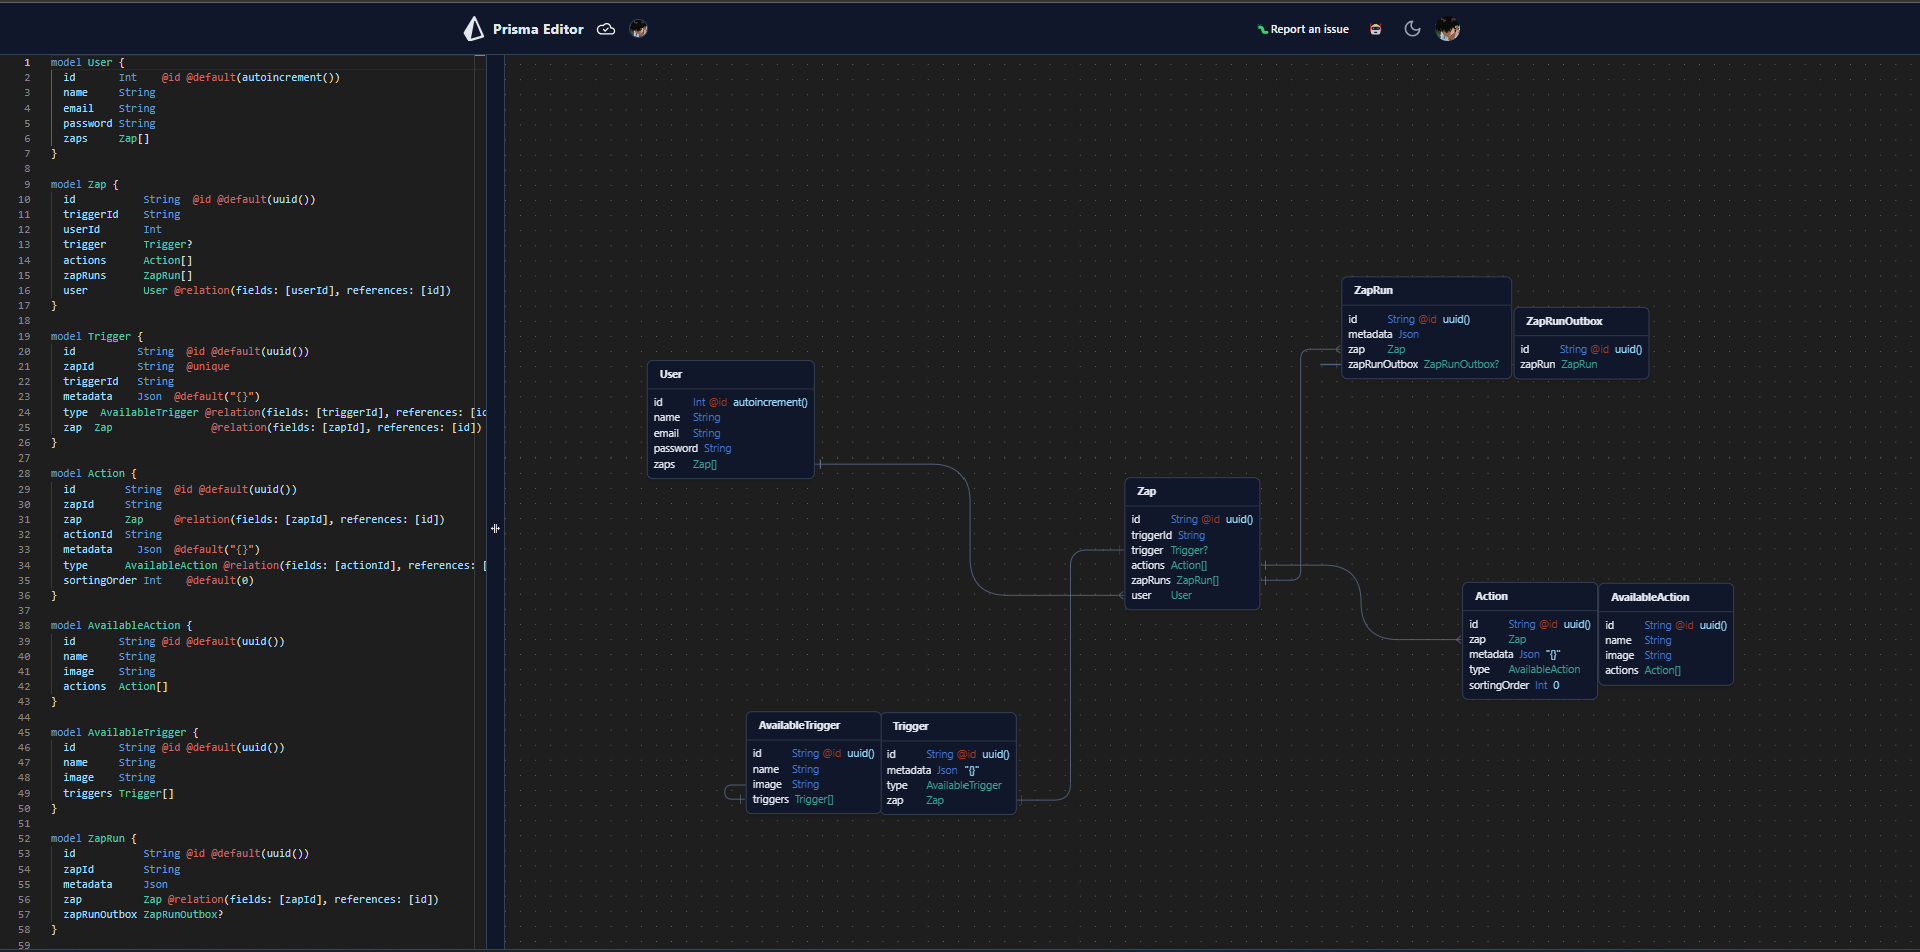 Prisma Editor
Report an issue
1 model User {
2 id Int @id @default(autoincrement())
3 name String
4 email String
5 password String
6 zaps Zap[]
7 }
8
9 model Zap {
10 id String @id @default(uuid())
11 triggerId String
12 userId Int
13 trigger Trigger?
14 actions Action[]
15 zapRuns ZapRun[]
16 user User @relation(fields: [userId], references: [id])
17 }
18
19 model Trigger {
20 id String @id @default(uuid())
21 zapId String @unique
22 triggerId String
23 metadata Json @default("{}")
24 type AvailableTrigger @relation(fields: [triggerId], references: [id
25 zap Zap @relation(fields: [zapId], references: [id])
26 }
27
28 model Action {
29 id String @id @default(uuid())
30 zapId String
31 zap Zap @relation(fields: [zapId], references: [id])
32 actionId String
33 metadata Json @default("{}")
34 type AvailableAction @relation(fields: [actionId], references: [
35 sortingOrder Int @default(0)
36 }
37
38 model AvailableAction {
39 id String @id @default(uuid())
40 name String
41 image String
42 actions Action[]
43 }
44
45 model AvailableTrigger {
46 id String @id @default(uuid())
47 name String
48 image String
49 triggers Trigger[]
50 }
51
52 model ZapRun {
53 id String @id @default(uuid())
54 zapId String
55 metadata Json
56 zap Zap @relation(fields: [zapId], references: [id])
57 zapRunOutbox ZapRunOutbox?
58 }
59
ZapRun
id String @id uuid()
metadata Json
zap Zap
zapRunOutbox ZapRunOutbox?
ZapRunOutbox
id String @id uuid()
zapRun ZapRun
User
id Int @id autoincrement()
name String
email String
password String
zaps Zap[]
Zap
id String @id uuid()
triggerId String
trigger Trigger?
actions Action[]
zapRuns ZapRun[]
user User
Action
id String @id uuid()
zap Zap
metadata Json "{}"
type AvailableAction
sortingOrder Int 0
AvailableAction
id String @id uuid()
name String
image String
actions Action[]
AvailableTrigger
id String @id uuid()
name String
image String
triggers Trigger[]
Trigger
id String @id uuid()
metadata Json "{}"
type AvailableTrigger
zap Zap